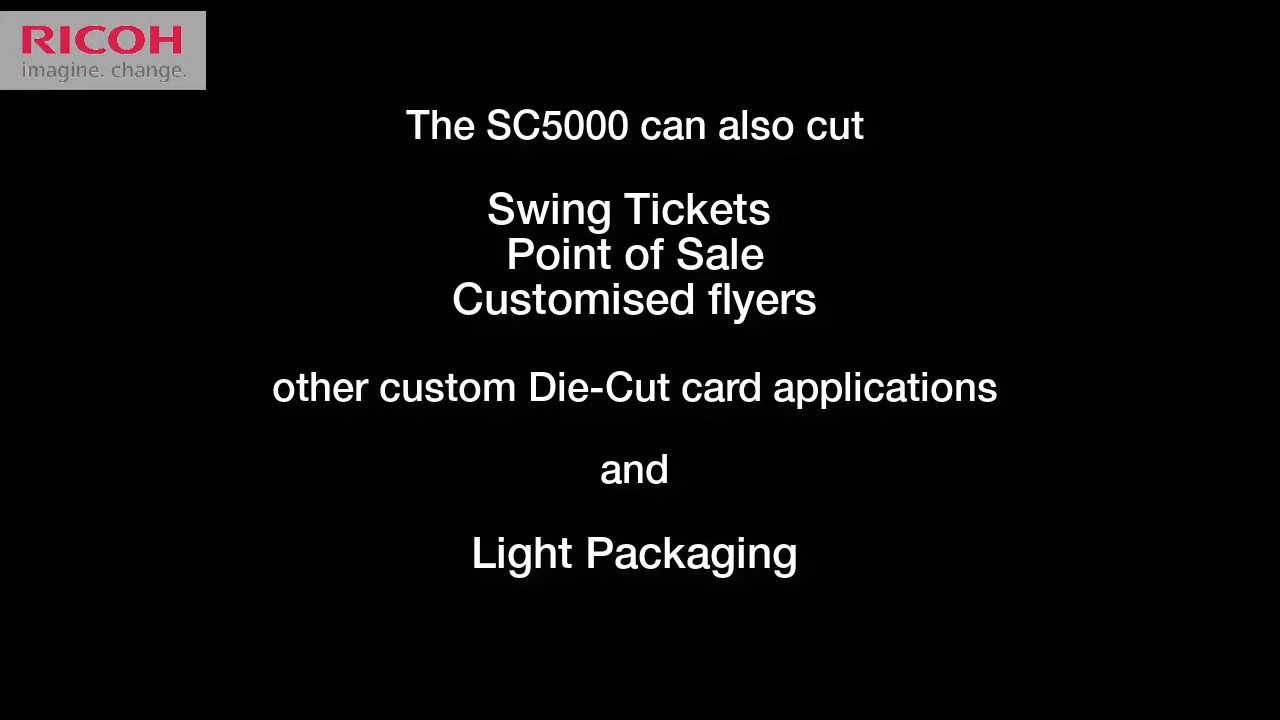 RICOH
imagine. change.
The SC5000 can also cut
Swing Tickets
Point of Sale
Customised flyers
other custom Die-Cut card applications
and
Light Packaging